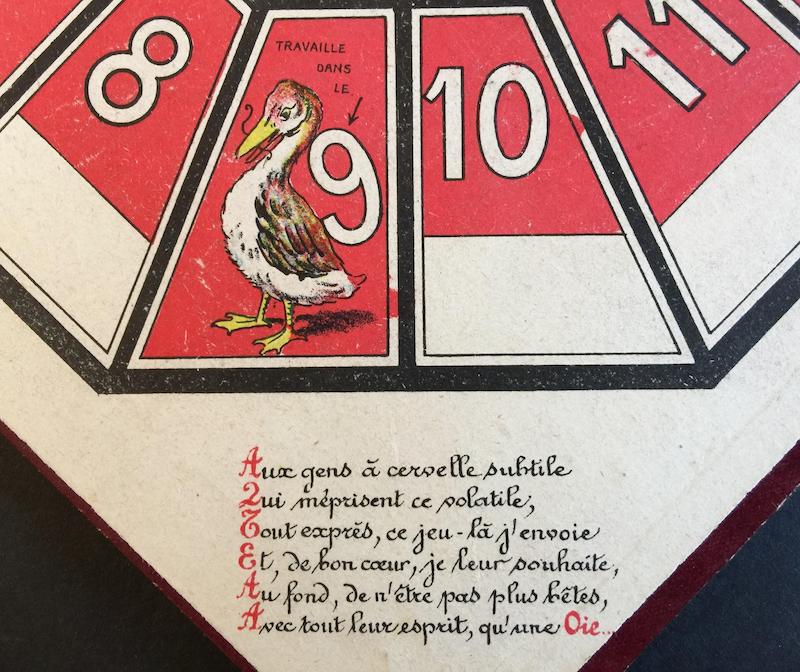 8
TRAVAILLE
DANS
LE
9
10
11
Aux gens à cervelle subtile
Qui méprisent ce volatile,
Tout exprès, ce jeu-là j'envoie
Et, de bon cœur, je leur souhaite,
Au fond, de n'être pas plus bêtes,
Avec tout leur esprit, qu'une Oie...